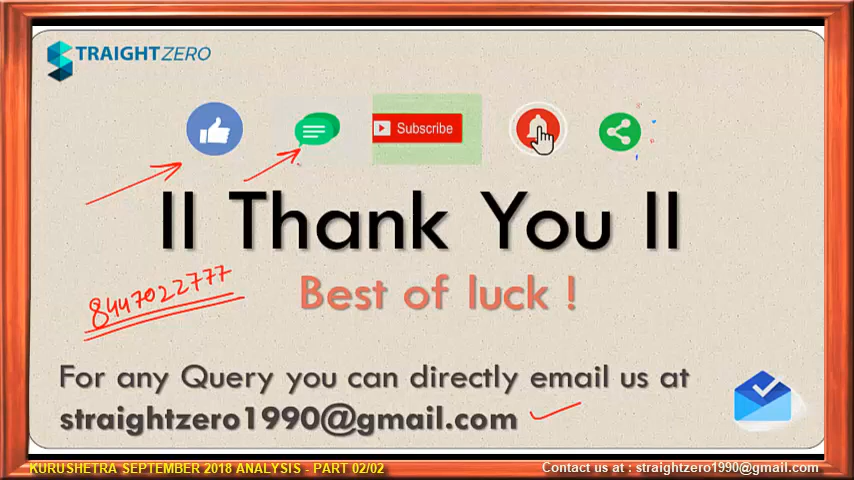 TRAIGHTZERO
Subscribe
II Thank You II
8447022777
Best of luck !
For any Query you can directly email us at
straightzero1990@gmail.com
KURUSHETRA SEPTEMBER 2018 ANALYSIS - PART 02/02
Contact us at : straightzero1990@gmail.com